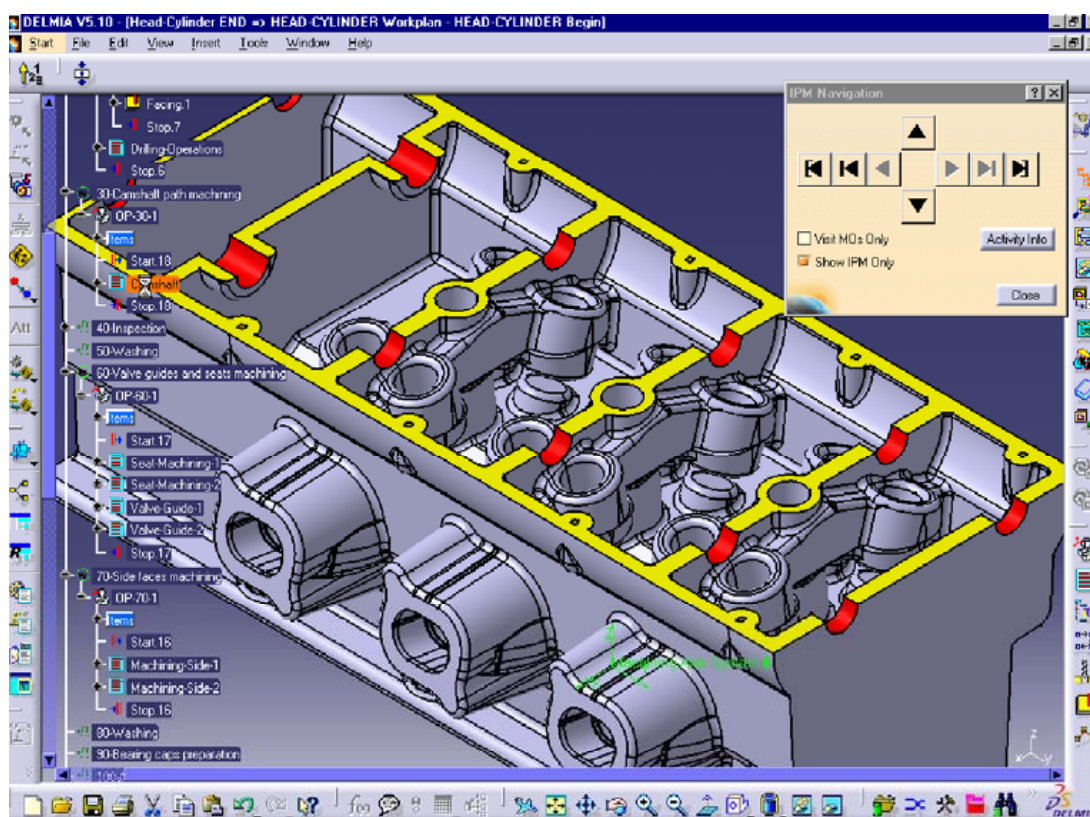 DELMIA V5.10 - [Head-Cylinder END => HEAD-CYLINDER Workplan - HEAD-CYLINDER Begin]
Start File Edit View Insert Tools Window Help
IPM Navigation
Facing.1
Stop.7
Drilling-Operations
Stop.6
30-Camshaft path machining
OP-30-1
Items
Start.18
Stop.18
40-Inspection
50-Washing
60-Valve guides and seats machining
OP-60-1
Items
Start.17
Seat-Machining-1
Seat-Machining-2
Valve-Guide-1
Valve-Guide-2
Stop.17
70-Side faces machining
OP-70-1
Items
Start.16
Machining-Side-1
Machining-Side-2
Stop.16
80-Washing
90-Bearing caps preparation
Visit MOs Only
Activity Info
Show IPM Only
Close
Att
f(x)
z
x
y
DELMIA